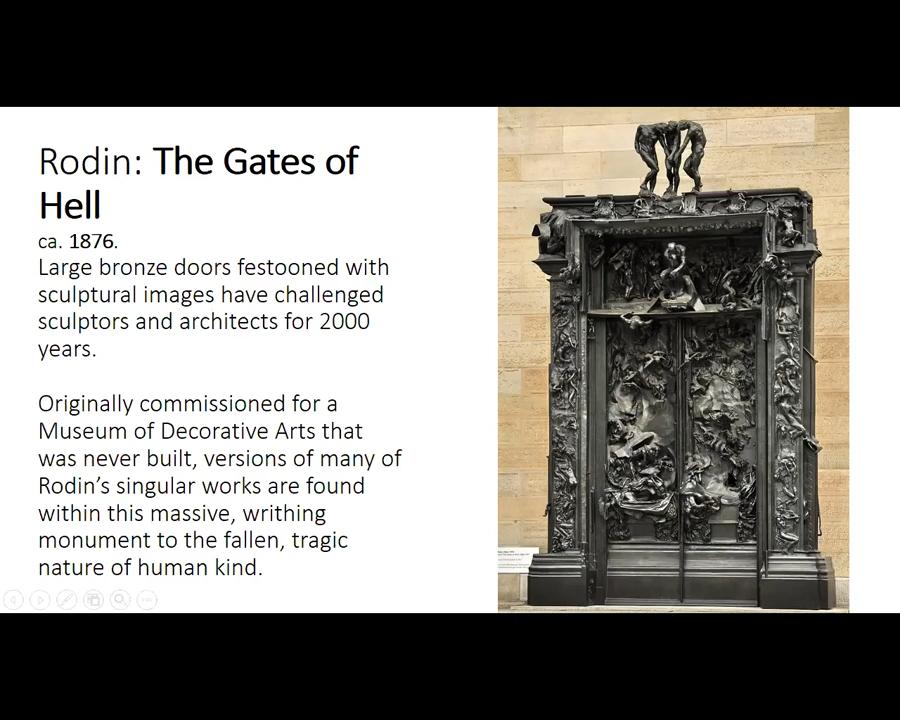 Rodin: The Gates of
Hell
ca. 1876.
Large bronze doors festooned with
sculptural images have challenged
sculptors and architects for 2000
years.
Originally commissioned for a
Museum of Decorative Arts that
was never built, versions of many of
Rodin’s singular works are found
within this massive, writhing
monument to the fallen, tragic
nature of human kind.